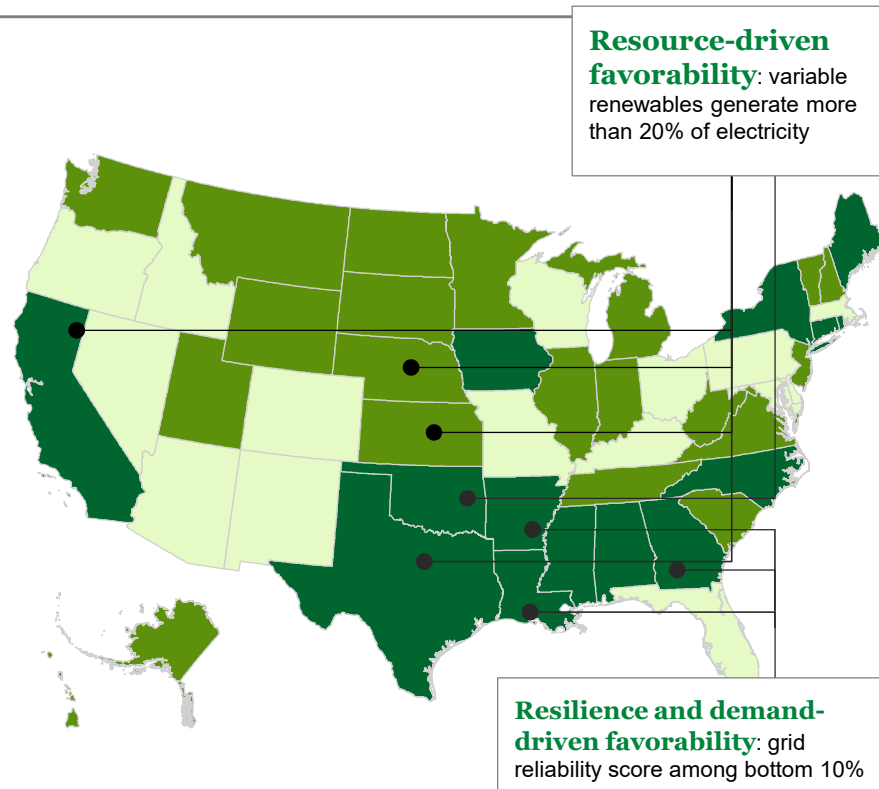 Resource-driven
favorability: variable
renewables generate more
than 20% of electricity
Resilience and demand-
driven favorability: grid
reliability score among bottom 10%